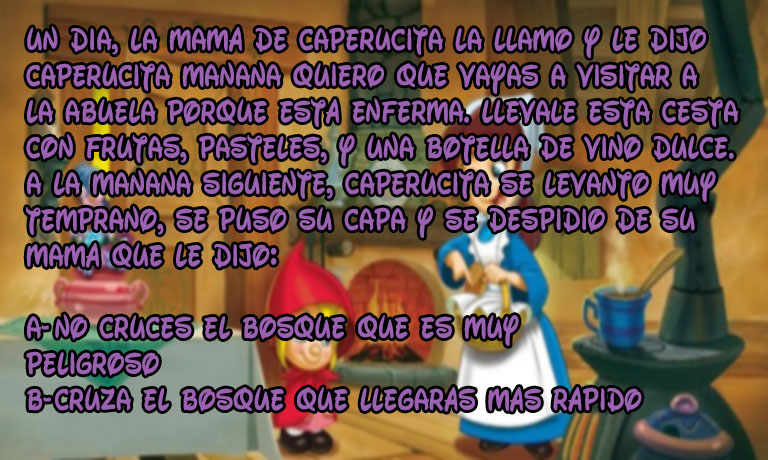 UN DIA, LA MAMA DE CAPERUCITA LA LLAMO Y LE DIJO
CAPERUCITA MANANA QUIERO QUE VAYAS A VISITAR A
LA ABUELA PORQUE ESTA ENFERMA. LLEVALE ESTA CESTA
CON FRUTAS, PASTELES, Y UNA BOTELLA DE VINO DULCE.
A LA MANANA SIGUIENTE, CAPERUCITA SE LEVANTO MUY
TEMPRANO, SE PUSO SU CAPA Y SE DESPIDIO DE SU
MAMA QUE LE DIJO:
A-NO CRUCES EL BOSQUE QUE ES MUY
PELIGROSO
B-CRUZA EL BOSQUE QUE LLEGARAS MAS RAPIDO